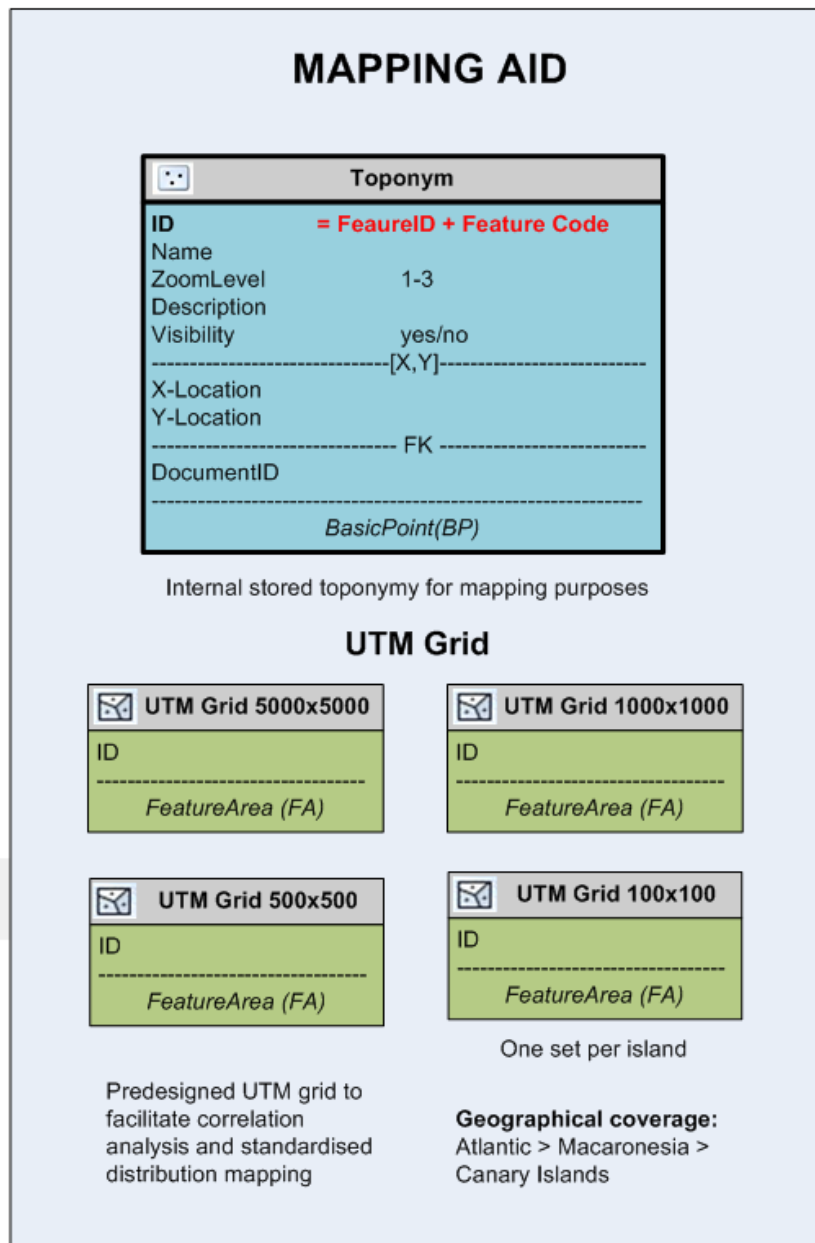 MAPPING AID
Toponym
ID = FeaureID + Feature Code
Name
ZoomLevel 1-3
Description
Visibility yes/no
-------------------------------[X,Y]---------------------------
X-Location
Y-Location
-------------------------------- FK ---------------------------
DocumentID
----------------------------------------------------------------
BasicPoint(BP)
Internal stored toponymy for mapping purposes
UTM Grid
UTM Grid 5000x5000
ID
-----------------------------------
FeatureArea (FA)
UTM Grid 1000x1000
ID
-----------------------------------
FeatureArea (FA)
UTM Grid 500x500
ID
-----------------------------------
FeatureArea (FA)
UTM Grid 100x100
ID
-----------------------------------
FeatureArea (FA)
One set per island
Predesigned UTM grid to
facilitate correlation
analysis and standardised
distribution mapping
Geographical coverage:
Atlantic > Macaronesia >
Canary Islands